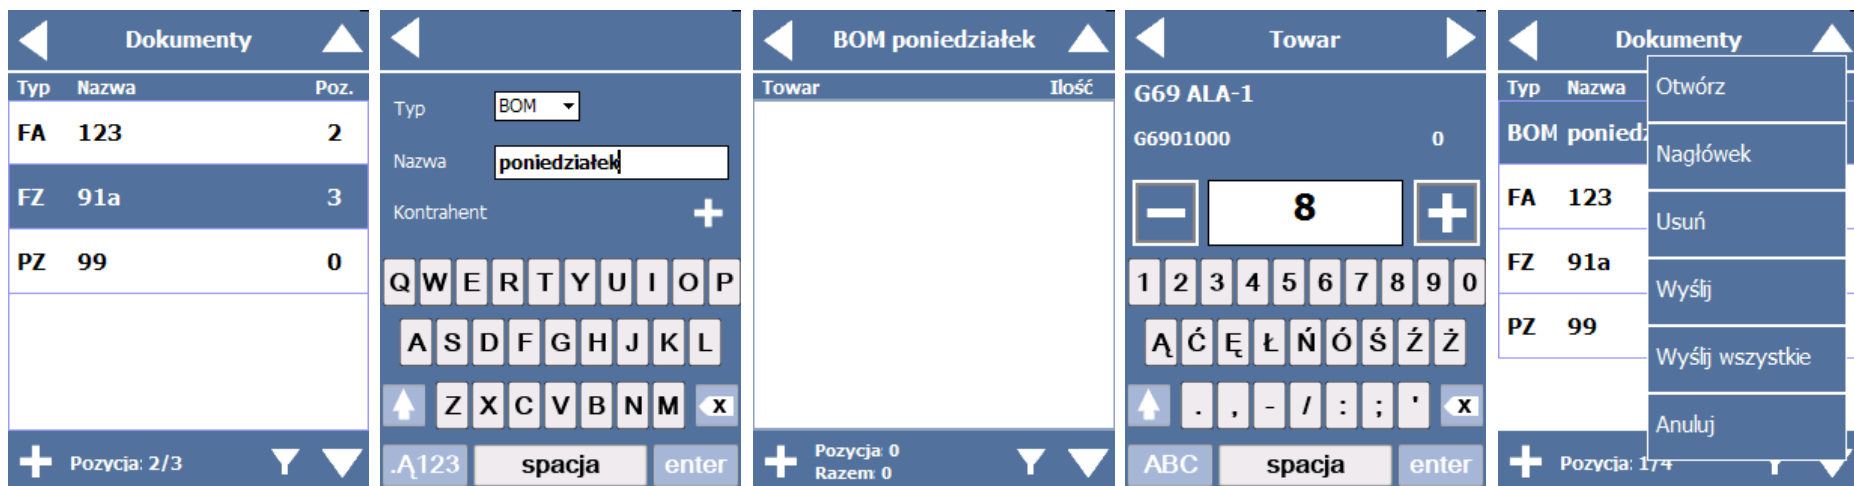 Dokumenty
Typ Nazwa Poz.
FA 123 2
FZ 91a 3
PZ 99 0
Pozycja: 2/3
Typ BOM
Nazwa poniedziałek
Kontrahent
Q W E R T Y U I O P
A S D F G H J K L
Z X C V B N M x
.Ą123 spacja enter
BOM poniedziałek
Towar Ilość
Pozycja: 0
Razem: 0
Towar
G69 ALA-1
G6901000 0
8
1 2 3 4 5 6 7 8 9 0
Ą Ć Ę Ł Ń Ó Ś Ź Ż
. , - / : ; ' x
ABC spacja enter
Dokumenty
Typ Nazwa
BOM poniedz
FA 123
FZ 91a
PZ 99
Otwórz
Nagłówek
Usuń
Wyślij
Wyślij wszystkie
Anuluj
Pozycja: 1/4